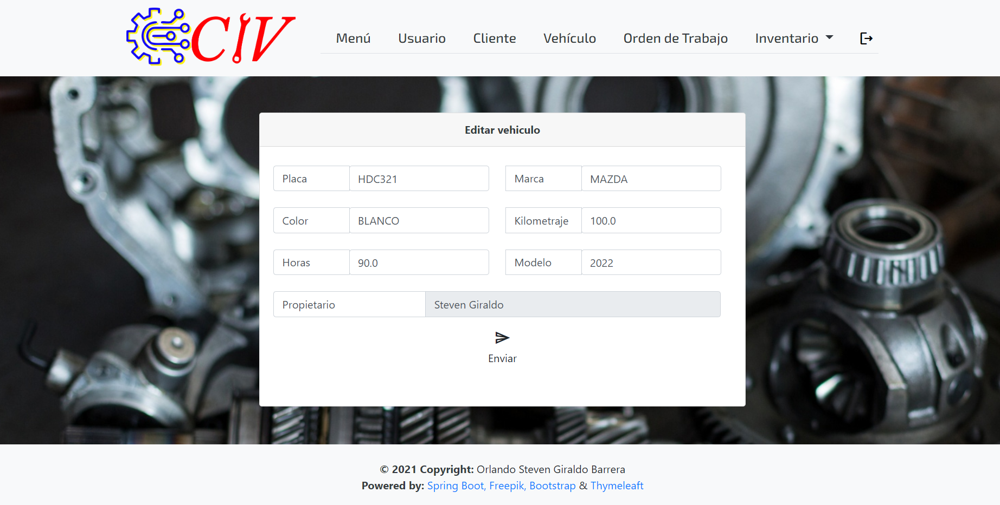 CIV
Menú Usuario Cliente Vehículo Orden de Trabajo Inventario
Editar vehiculo
Placa HDC321 Marca MAZDA
Color BLANCO Kilometraje 100.0
Horas 90.0 Modelo 2022
Propietario Steven Giraldo
Enviar
© 2021 Copyright: Orlando Steven Giraldo Barrera
Powered by: Spring Boot, Freepik, Bootstrap & Thymeleaft